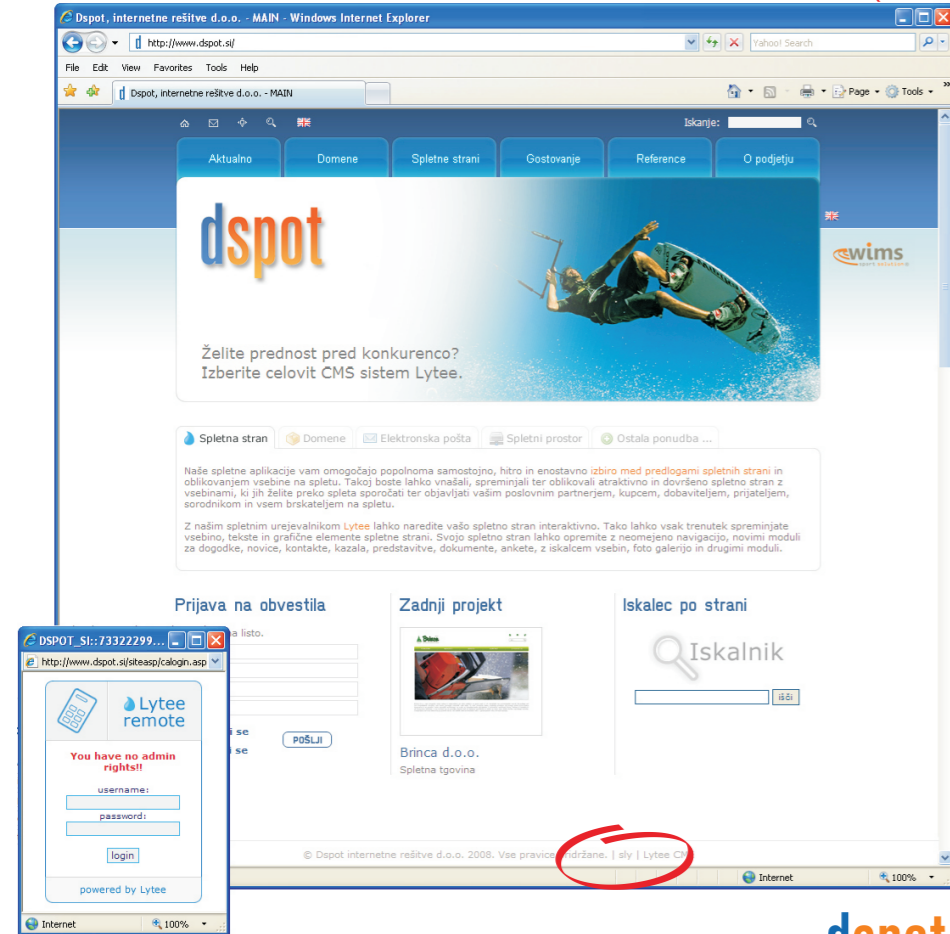 Dspot, internetne rešitve d.o.o. - MAIN - Windows Internet Explorer
http://www.dspot.si/
Yahoo! Search
File Edit View Favorites Tools Help
Dspot, internetne rešitve d.o.o. - MAIN
Page Tools
Iskanje:
Aktualno Domene Spletne strani Gostovanje Reference O podjetju
dspot
wims
Želite prednost pred konkurenco?
Izberite celovit CMS sistem Lytee.
Spletna stran Domene Elektronska pošta Spletni prostor Ostala ponudba ...
Naše spletne aplikacije vam omogočajo popolnoma samostojno, hitro in enostavno izbiro med predlogami spletnih strani in
oblikovanjem vsebine na spletu. Takoj boste lahko vnašali, spreminjali ter oblikovali atraktivno in dovršeno spletno stran z
vsebinami, ki jih želite preko spleta sporočati ter objavljati vašim poslovnim partnerjem, kupcem, dobaviteljem, prijateljem,
sorodnikom in vsem brskateljem na spletu.
Z našim spletnim urejevalnikom Lytee lahko naredite vašo spletno stran interaktivno. Tako lahko vsak trenutek spreminjate
vsebino, tekste in grafične elemente spletne strani. Svojo spletno stran lahko opremite z neomejeno navigacijo, novimi moduli
za dogodke, novice, kontakte, kazala, predstavitve, dokumente, ankete, z iskalcem vsebin, foto galerijo in drugimi moduli.
Prijava na obvestila Zadnji projekt Iskalec po strani
listo.
Iskalnik
išči
i se
i se
POŠLJI
Brinca d.o.o.
Spletna tgovina
© Dspot internetne rešitve d.o.o. 2008. Vse pravice | sly | Lytee
Internet 100%
DSPOT_SI::73322299...
http://www.dspot.si/siteasp/calogin.asp
Lytee
remote
You have no admin
rights!!
username:
password:
login
powered by Lytee
Internet 100%
dspot